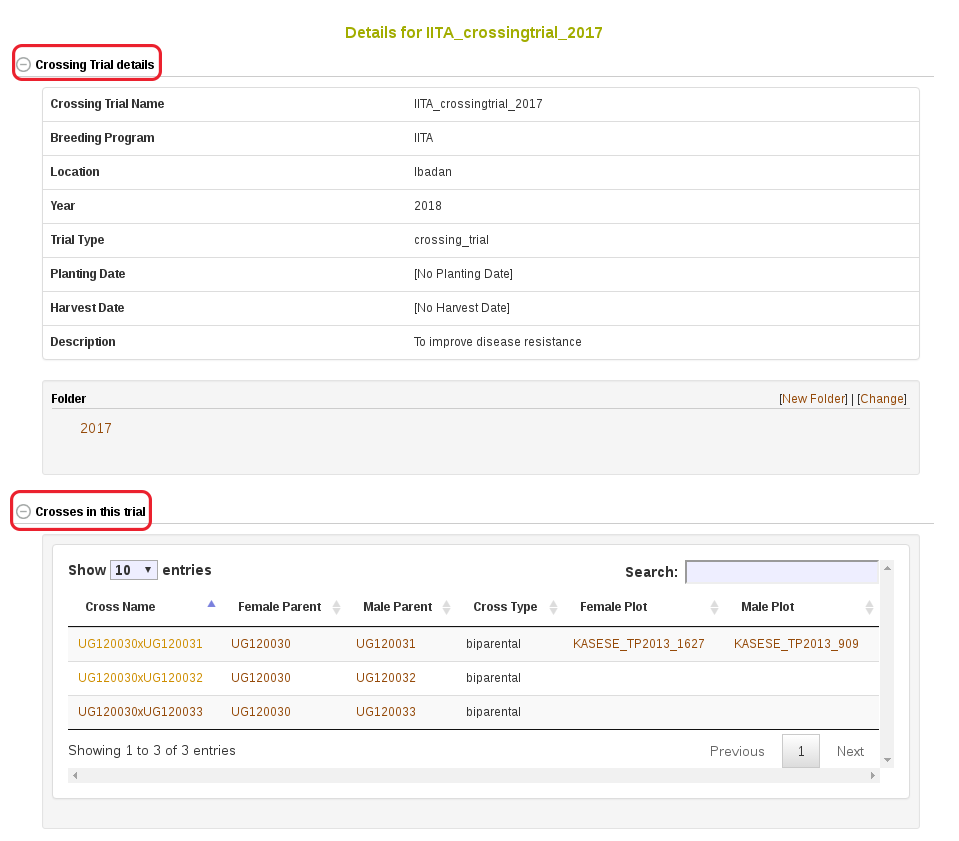 Details for IITA_crossingtrial_2017
Crossing Trial details
Crossing Trial Name IITA_crossingtrial_2017
Breeding Program IITA
Location Ibadan
Year 2018
Trial Type crossing_trial
Planting Date [No Planting Date]
Harvest Date [No Harvest Date]
Description To improve disease resistance
Folder [New Folder] | [Change]
2017
Crosses in this trial
Show 10 entries Search:
Cross Name Female Parent Male Parent Cross Type Female Plot Male Plot
UG120030xUG120031 UG120030 UG120031 biparental KASESE_TP2013_1627 KASESE_TP2013_909
UG120030xUG120032 UG120030 UG120032 biparental
UG120030xUG120033 UG120030 UG120033 biparental
Showing 1 to 3 of 3 entries Previous 1 Next